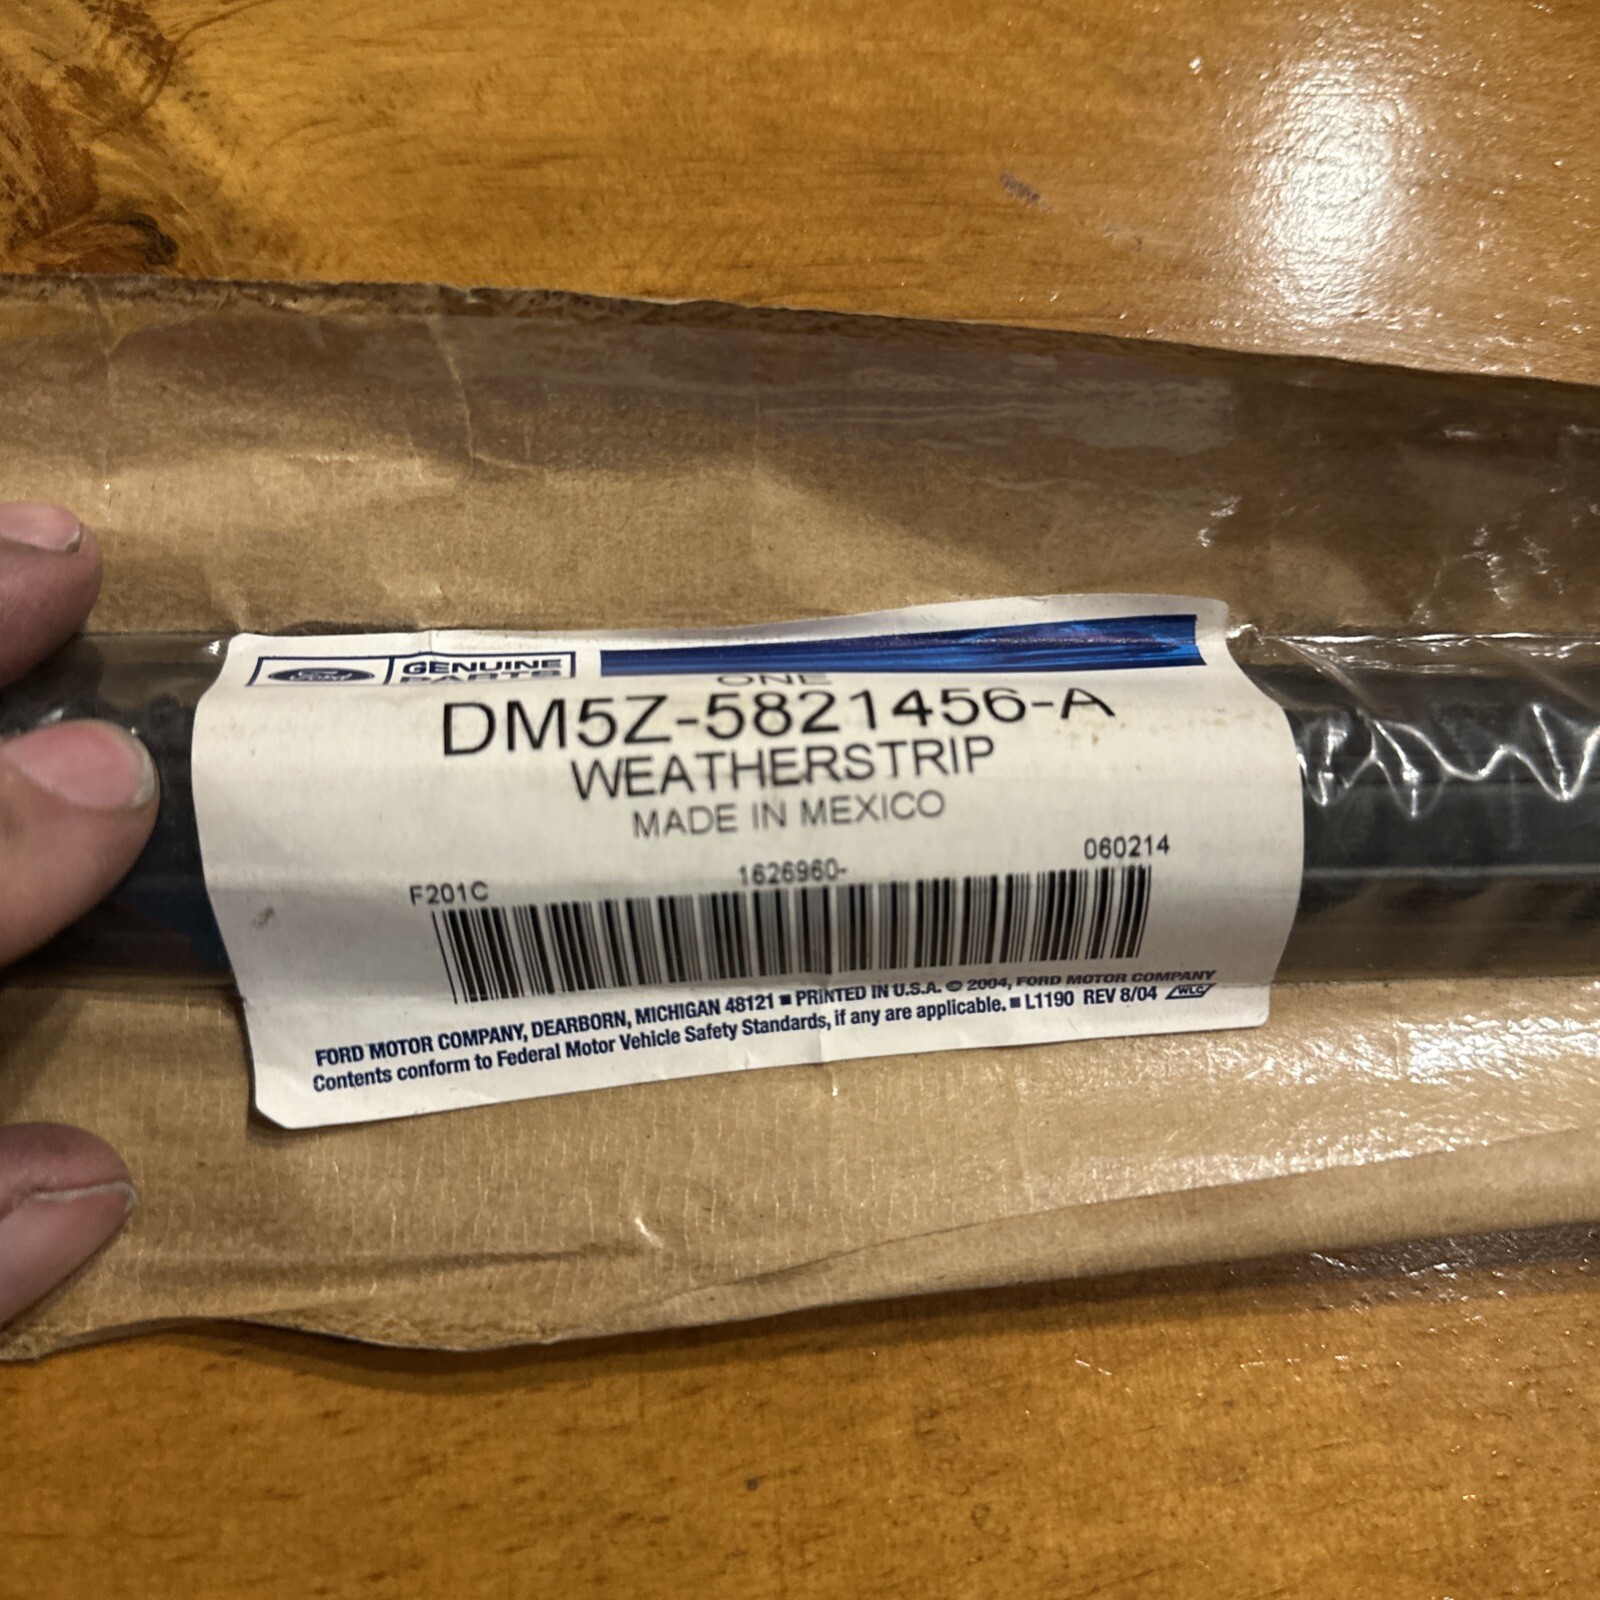 Ford GENUINE
PARTS
ONE
DM5Z-5821456-A
WEATHERSTRIP
MADE IN MEXICO
F201C 1626960- 060214
FORD MOTOR COMPANY, DEARBORN, MICHIGAN 48121 ■ PRINTED IN U.S.A. © 2004, FORD MOTOR COMPANY
Contents conform to Federal Motor Vehicle Safety Standards, if any are applicable. ■ L1190 REV 8/04 WLC